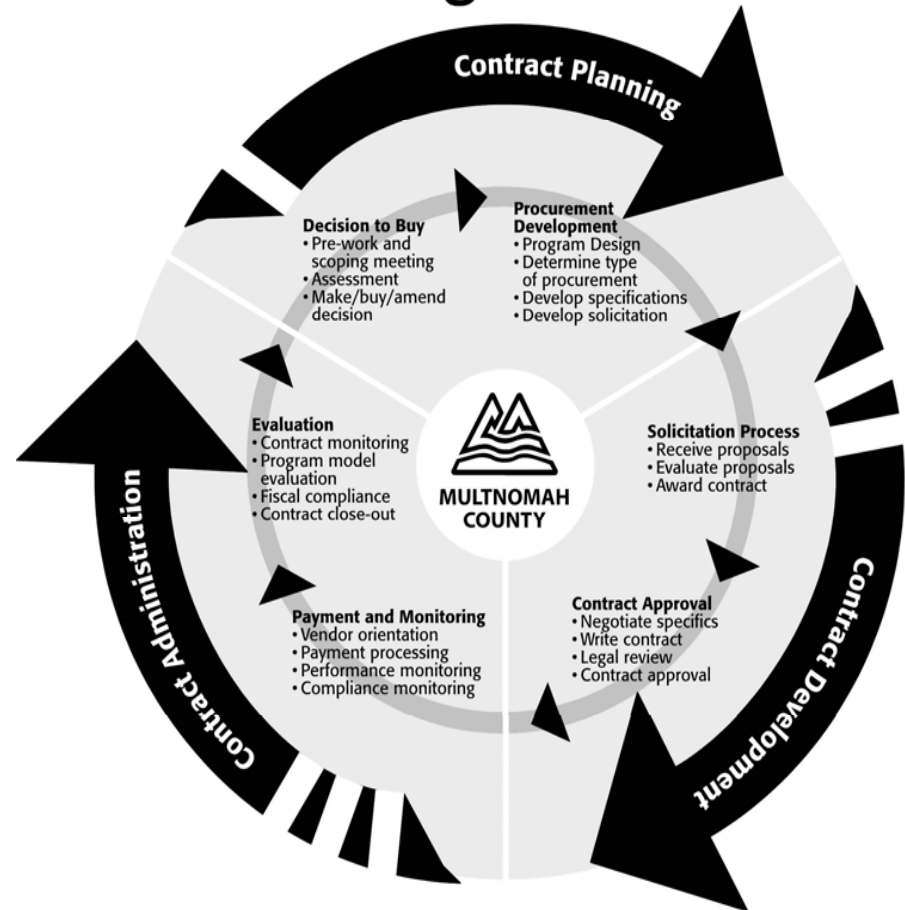 Contract Planning
Decision to Buy
• Pre-work and
scoping meeting
• Assessment
• Make/buy/amend
decision
Procurement
Development
• Program Design
• Determine type
of procurement
• Develop specifications
• Develop solicitation
Solicitation Process
• Receive proposals
• Evaluate proposals
• Award contract
Contract Development
Contract Approval
• Negotiate specifics
• Write contract
• Legal review
• Contract approval
Payment and Monitoring
• Vendor orientation
• Payment processing
• Performance monitoring
• Compliance monitoring
Contract Administration
Evaluation
• Contract monitoring
• Program model
evaluation
• Fiscal compliance
• Contract close-out
MULTNOMAH
COUNTY